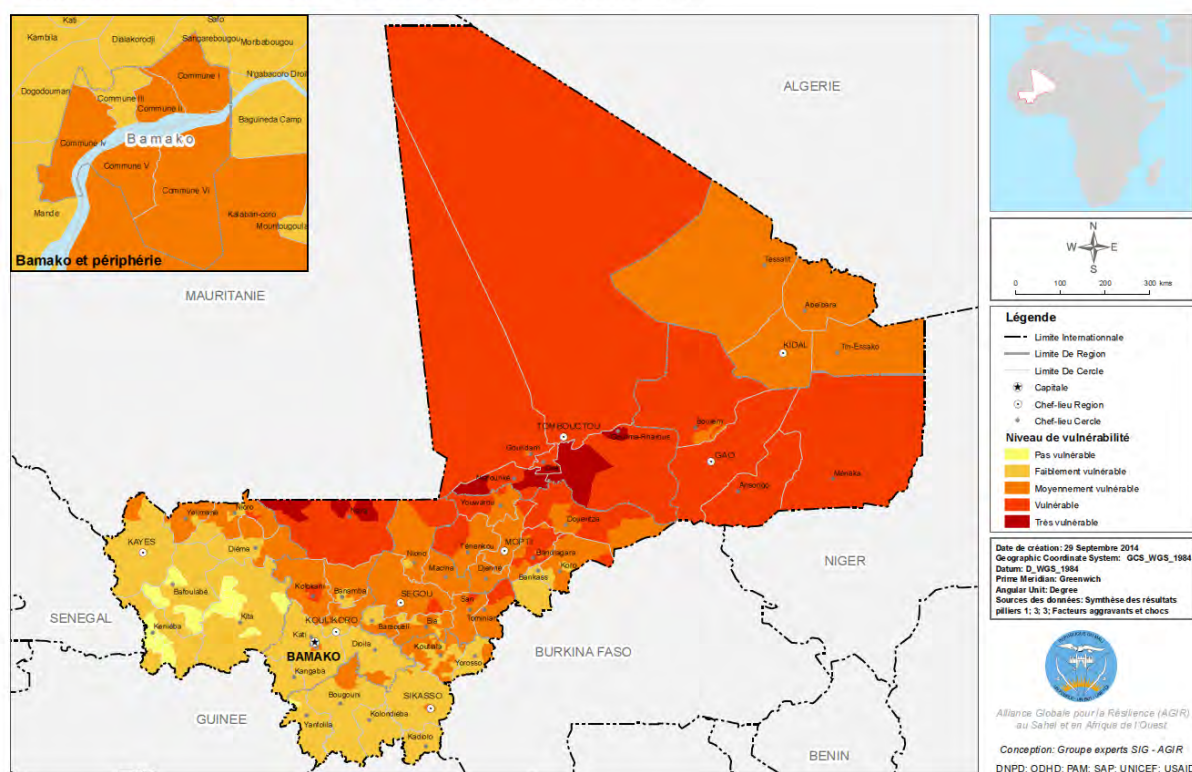 Kati
Safo
Kambila
Dialakorodji
Sangarebougou
Moribabougou
Commune I
N'gabacoro Droit
Dogodouman
Commune III
Commune II
Baguineda Camp
Bamako
Commune Iv
Commune V
Commune VI
Mande
Kalaban-coro
Mountougoula
Bamako et périphérie
ALGERIE
MAURITANIE
Tessalit
Abeibara
KIDAL
Tin-Essako
TOMBOUCTOU
Bourem
Gourma-Rharous
Goundam
GAO
Menaka
Ansongo
Niafounke
Youwarou
Nara
Nioro
Yelimane
Douentza
KAYES
MOPTI
Diéma
Niono
Tenenkou
Bandiagara
Macina
Djenne
Koro
Bankass
Bafoulabé
Kolokani
Banamba
SEGOU
San
Kita
Tominian
SENEGAL
Keniéba
KOULIKORO
Baraouéli
Bla
Kati
Dioila
Koutiala
BAMAKO
Yorosso
BURKINA FASO
NIGER
Kangaba
Bougouni
SIKASSO
GUINEE
Yanfolila
Kolondieba
Kadiolo
BENIN
N
W
E
S
0 100 200 300 kms
Légende
Limite Internationnale
Limite De Region
Limite De Cercle
Capitale
Chef-lieu Region
Chef-lieu Cercle
Niveau de vulnérabilité
Pas vulnérable
Faiblement vulnérable
Moyennement vulnérable
Vulnérable
Très vulnérable
Date de création: 29 Septembre 2014
Geographic Coordinate System: GCS_WGS_1984
Datum: D_WGS_1984
Prime Meridian: Greenwich
Angular Unit: Degree
Sources des données: Symthèse des résultats
piliers 1; 3; 3; Facteurs aggravants et chocs
Alliance Globale pour la Résilience (AGIR)
au Sahel et en Afrique de l'Ouest
Conception: Groupe experts SIG - AGIR
DNPD; ODHD; PAM; SAP; UNICEF; USAID